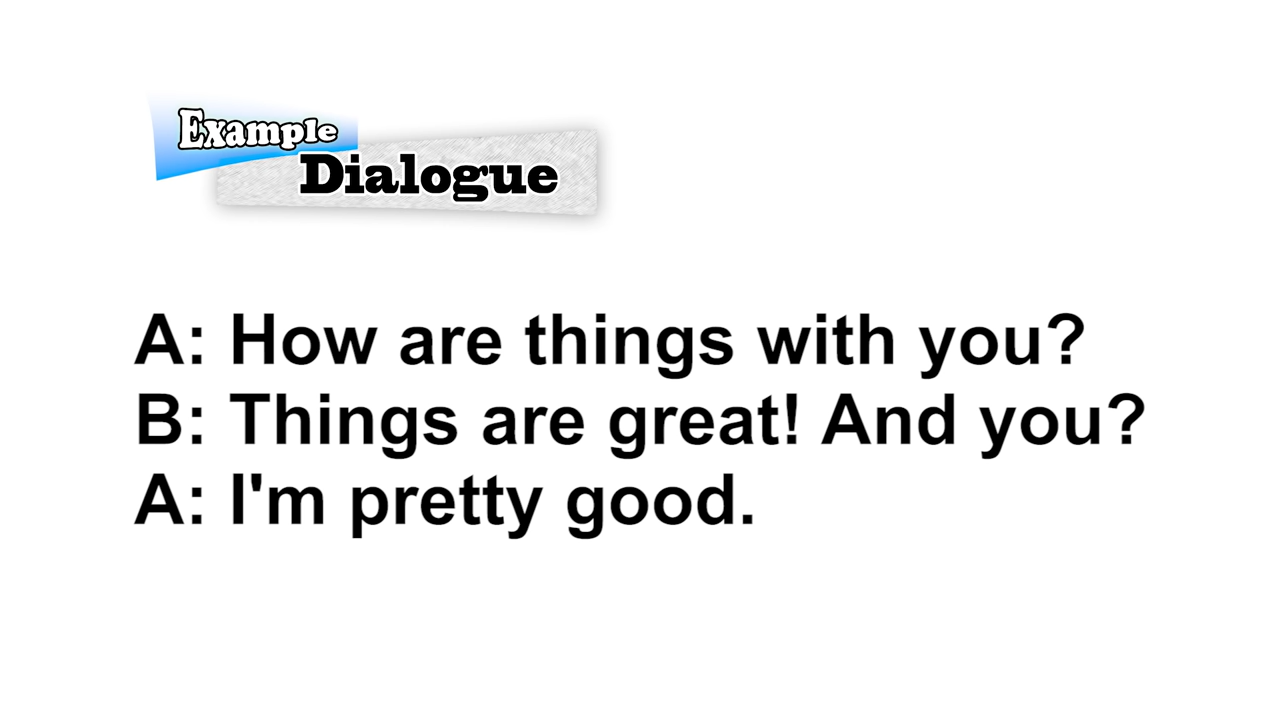 Example
Dialogue
A: How are things with you?
B: Things are great! And you?
A: I'm pretty good.